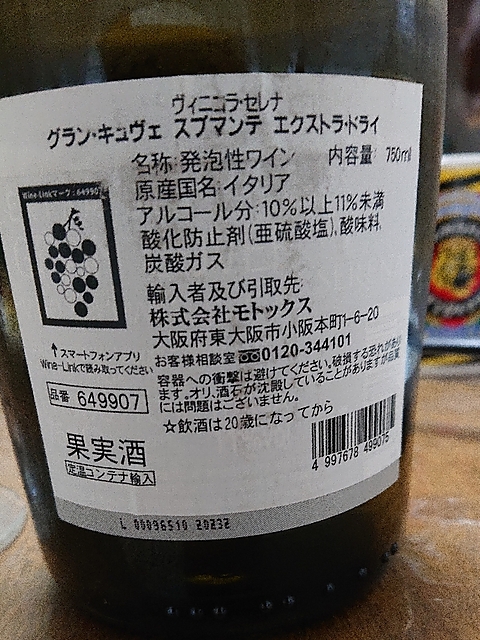 ヴィニコラ・セレナ
グラン・キュヴェ スプマンテ エクストラ・ドライ
名称:発泡性ワイン 内容量: 750ml
原産国名:イタリア
アルコール分:10%以上11%未満
酸化防止剤(亜硫酸塩)、酸味料、
炭酸ガス
輸入者及び引取先:
株式会社モトックス
大阪府東大阪市小阪本町1-6-20
お客様相談室 0120-344101
容器への衝撃は避けてください。破損する恐れがあり
ます。オリ、酒石が沈殿していることがありますが品質
には問題はございません。
☆飲酒は20歳になってから
Wine-Linkマーク:64990
↑スマートフォンアプリ
Wine-Linkで読み取ってください
品番 649907
果実酒
定温コンテナ輸入
4 997678 499075
L 00096510 20232